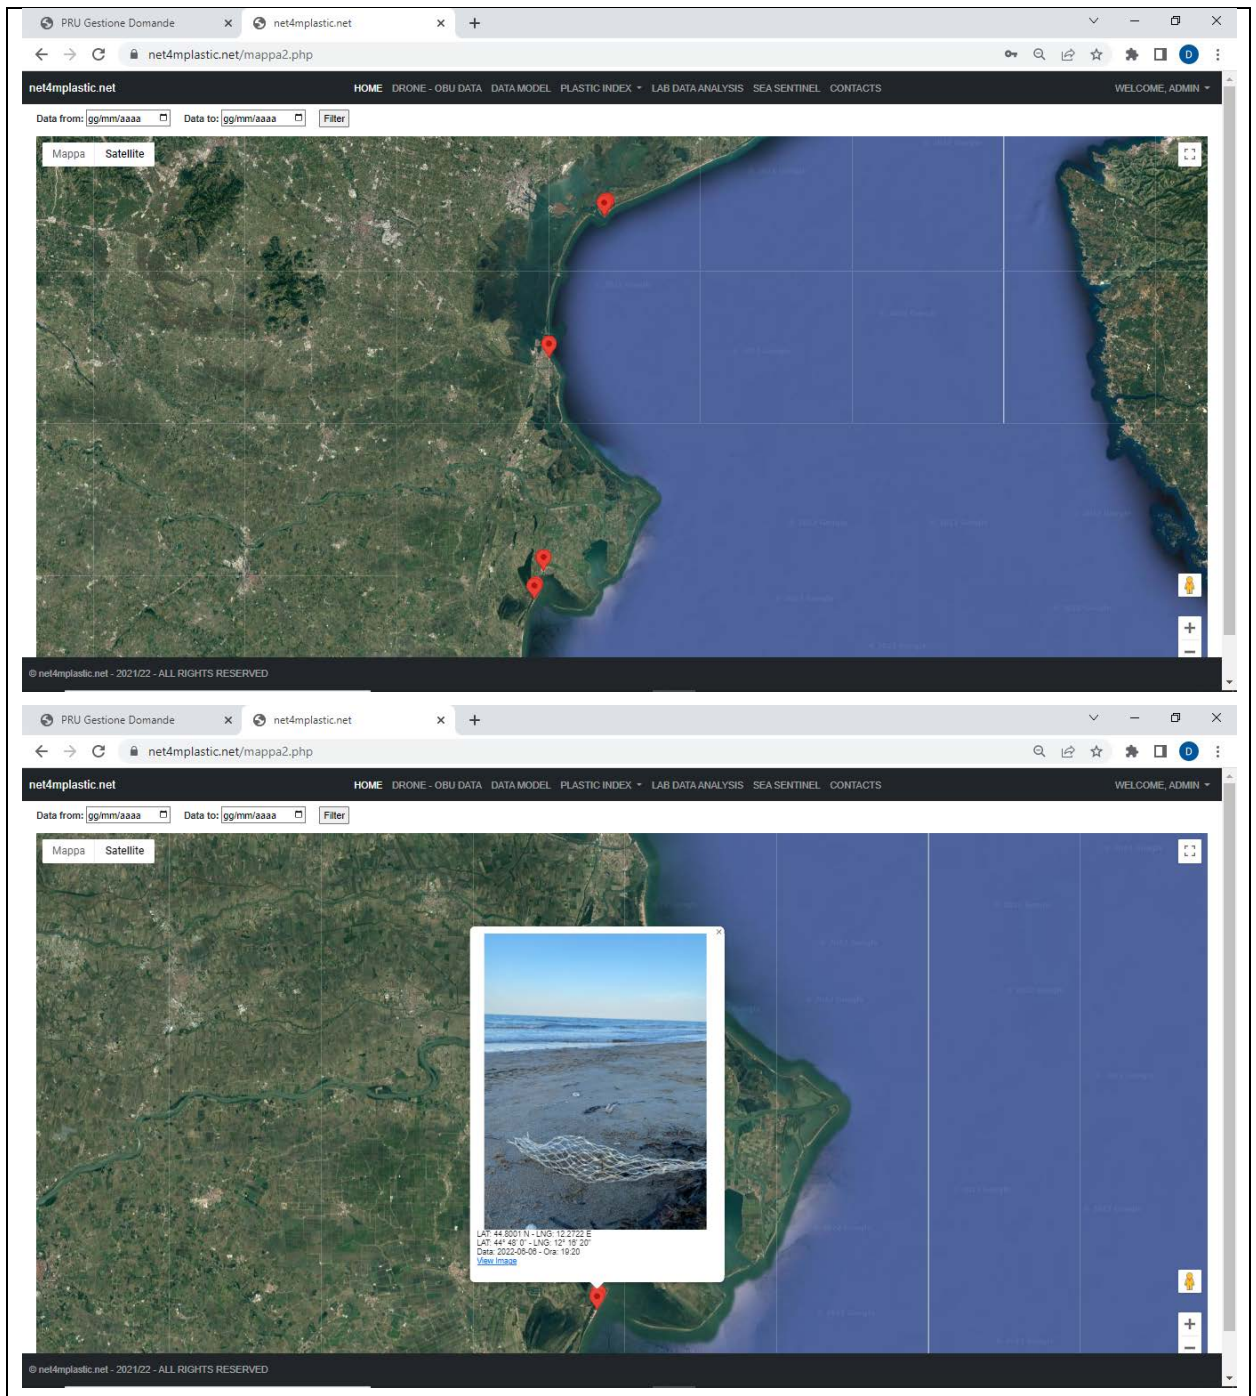 PRU Gestione Domande
net4mplastic.net
net4mplastic.net/mappa2.php
D
net4mplastic.net HOME DRONE - OBU DATA DATA MODEL PLASTIC INDEX LAB DATA ANALYSIS SEA SENTINEL CONTACTS WELCOME, ADMIN
Data from: gg/mm/aaaa Data to: gg/mm/aaaa Filter
Mappa Satellite
© net4mplastic.net - 2021/22 - ALL RIGHTS RESERVED
PRU Gestione Domande
net4mplastic.net
net4mplastic.net/mappa2.php
D
net4mplastic.net HOME DRONE - OBU DATA DATA MODEL PLASTIC INDEX LAB DATA ANALYSIS SEA SENTINEL CONTACTS WELCOME, ADMIN
Data from: gg/mm/aaaa Data to: gg/mm/aaaa Filter
Mappa Satellite
LAT: 44.8001 N - LNG: 12.2722 E
LAT: 44° 48' 0" - LNG: 12° 16' 20"
Data: 2022-06-06 - Ora: 19:20
View Image
© net4mplastic.net - 2021/22 - ALL RIGHTS RESERVED